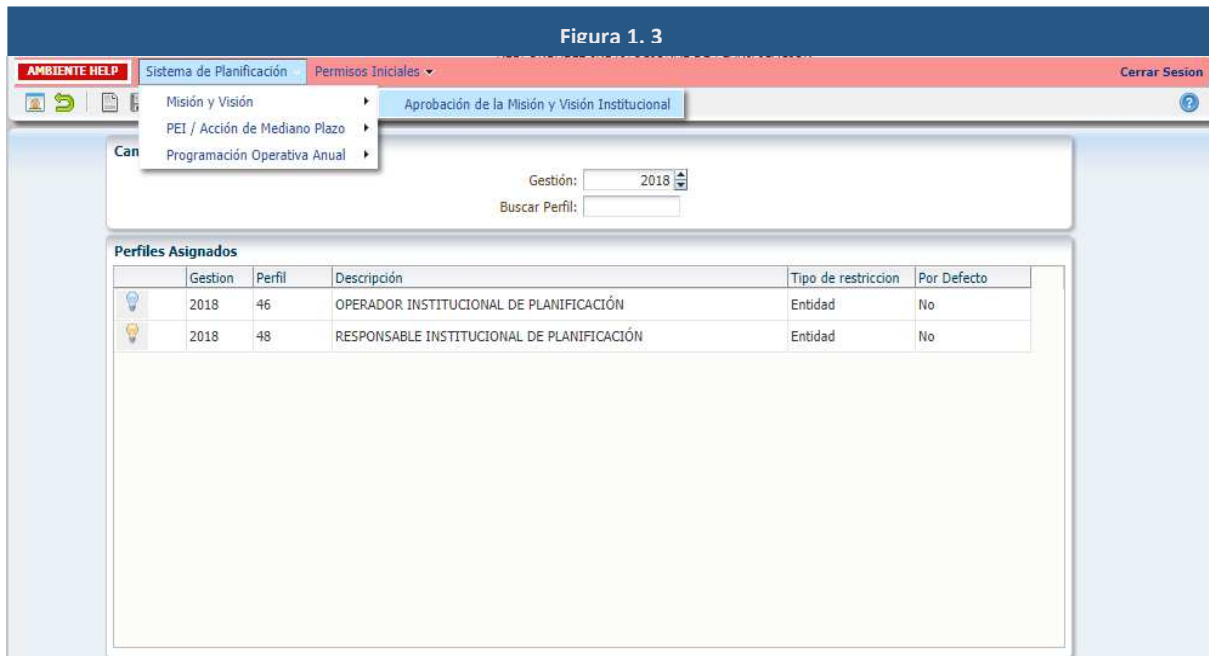 Figura 1. 3
AMBIENTE HELP Sistema de Planificación Permisos Iniciales Cerrar Sesion
Misión y Visión Aprobación de la Misión y Visión Institucional
PEI / Acción de Mediano Plazo
Programación Operativa Anual
Gestión: 2018
Buscar Perfil:
Perfiles Asignados
Gestion Perfil Descripción Tipo de restriccion Por Defecto
2018 46 OPERADOR INSTITUCIONAL DE PLANIFICACIÓN Entidad No
2018 48 RESPONSABLE INSTITUCIONAL DE PLANIFICACIÓN Entidad No